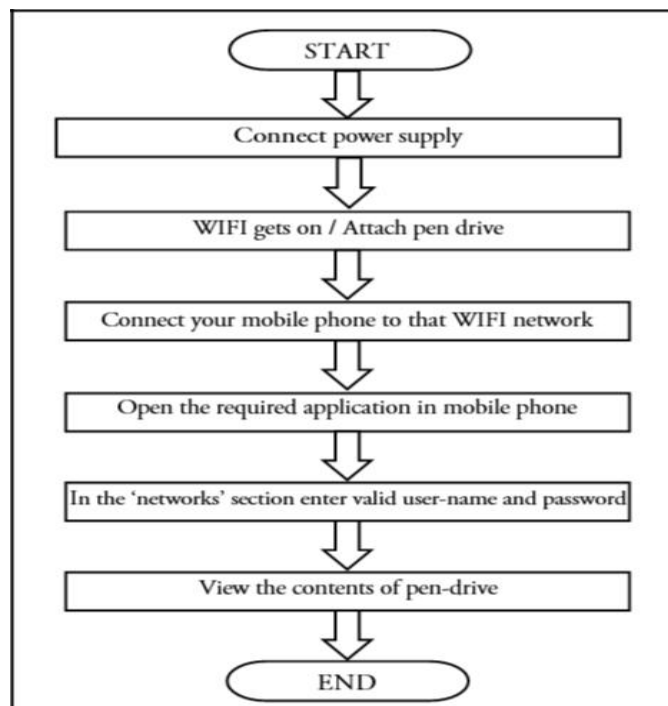 START
Connect power supply
WIFI gets on / Attach pen drive
Connect your mobile phone to that WIFI network
Open the required application in mobile phone
In the ‘networks’ section enter valid user-name and password
View the contents of pen-drive
END